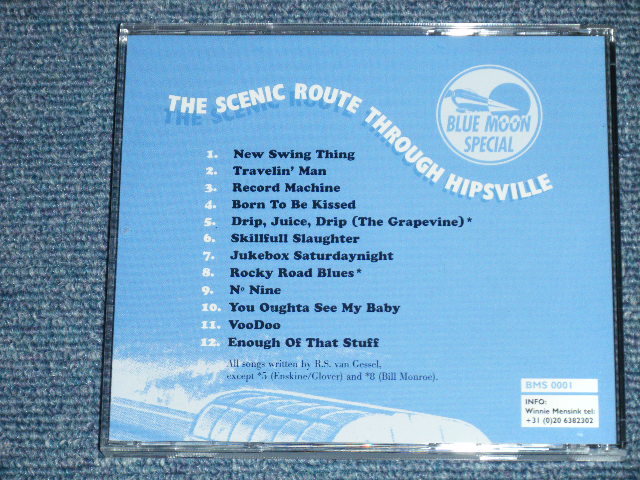 THE SCENIC ROUTE THROUGH HIPSVILLE
BLUE MOON
SPECIAL
1. New Swing Thing
2. Travelin' Man
3. Record Machine
4. Born To Be Kissed
5. Drip, Juice, Drip (The Grapevine)*
6. Skillfull Slaughter
7. Jukebox Saturdaynight
8. Rocky Road Blues*
9. Nº Nine
10. You Oughta See My Baby
11. VooDoo
12. Enough Of That Stuff
All songs written by R.S. van Gessel,
except *5 (Enskine/Glover) and *8 (Bill Monroe).
BMS 0001
INFO:
Winnie Mensink tel:
+31 (0)20 6382302